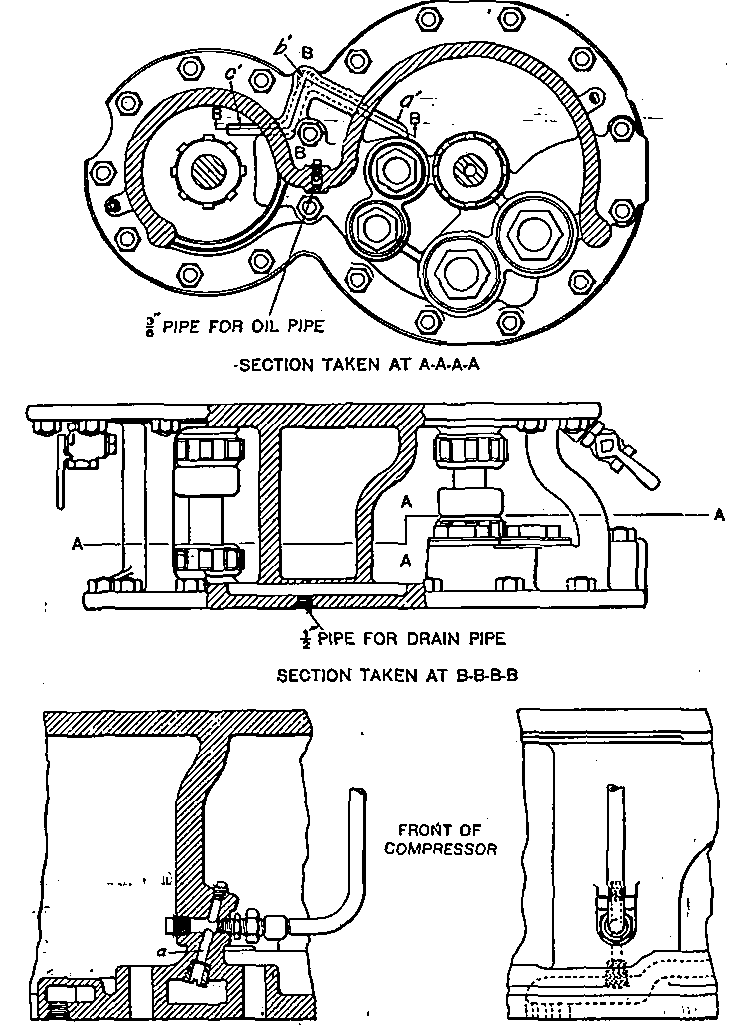 b'
B
c'
a'
B
B
B
3/8" PIPE FOR OIL PIPE
-SECTION TAKEN AT A-A-A-A
A
A
A
A
1/2" PIPE FOR DRAIN PIPE
SECTION TAKEN AT B-B-B-B
FRONT OF
COMPRESSOR
a